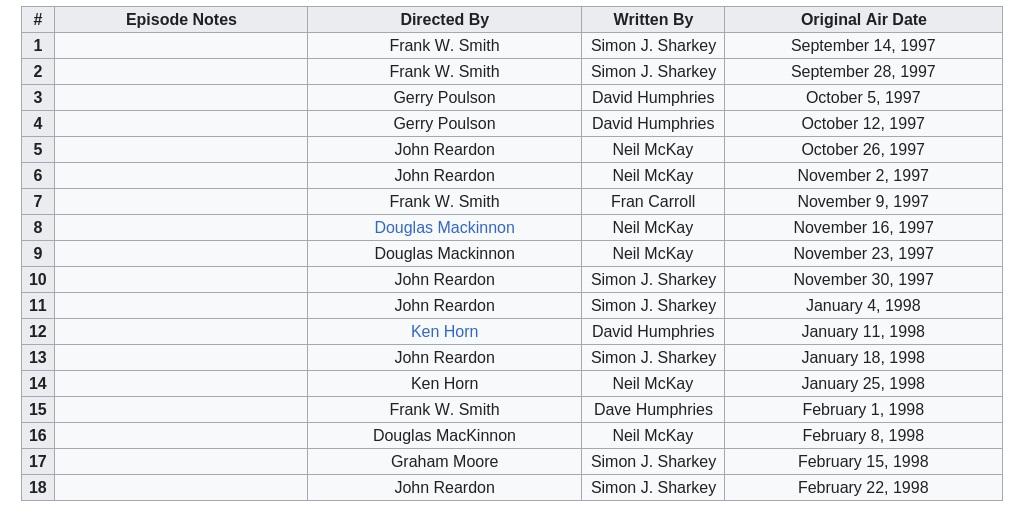 # Episode Notes Directed By Written By Original Air Date
1 Frank W. Smith Simon J. Sharkey September 14, 1997
2 Frank W. Smith Simon J. Sharkey September 28, 1997
3 Gerry Poulson David Humphries October 5, 1997
4 Gerry Poulson David Humphries October 12, 1997
5 John Reardon Neil McKay October 26, 1997
6 John Reardon Neil McKay November 2, 1997
7 Frank W. Smith Fran Carroll November 9, 1997
8 Douglas Mackinnon Neil McKay November 16, 1997
9 Douglas Mackinnon Neil McKay November 23, 1997
10 John Reardon Simon J. Sharkey November 30, 1997
11 John Reardon Simon J. Sharkey January 4, 1998
12 Ken Horn David Humphries January 11, 1998
13 John Reardon Simon J. Sharkey January 18, 1998
14 Ken Horn Neil McKay January 25, 1998
15 Frank W. Smith Dave Humphries February 1, 1998
16 Douglas MacKinnon Neil McKay February 8, 1998
17 Graham Moore Simon J. Sharkey February 15, 1998
18 John Reardon Simon J. Sharkey February 22, 1998